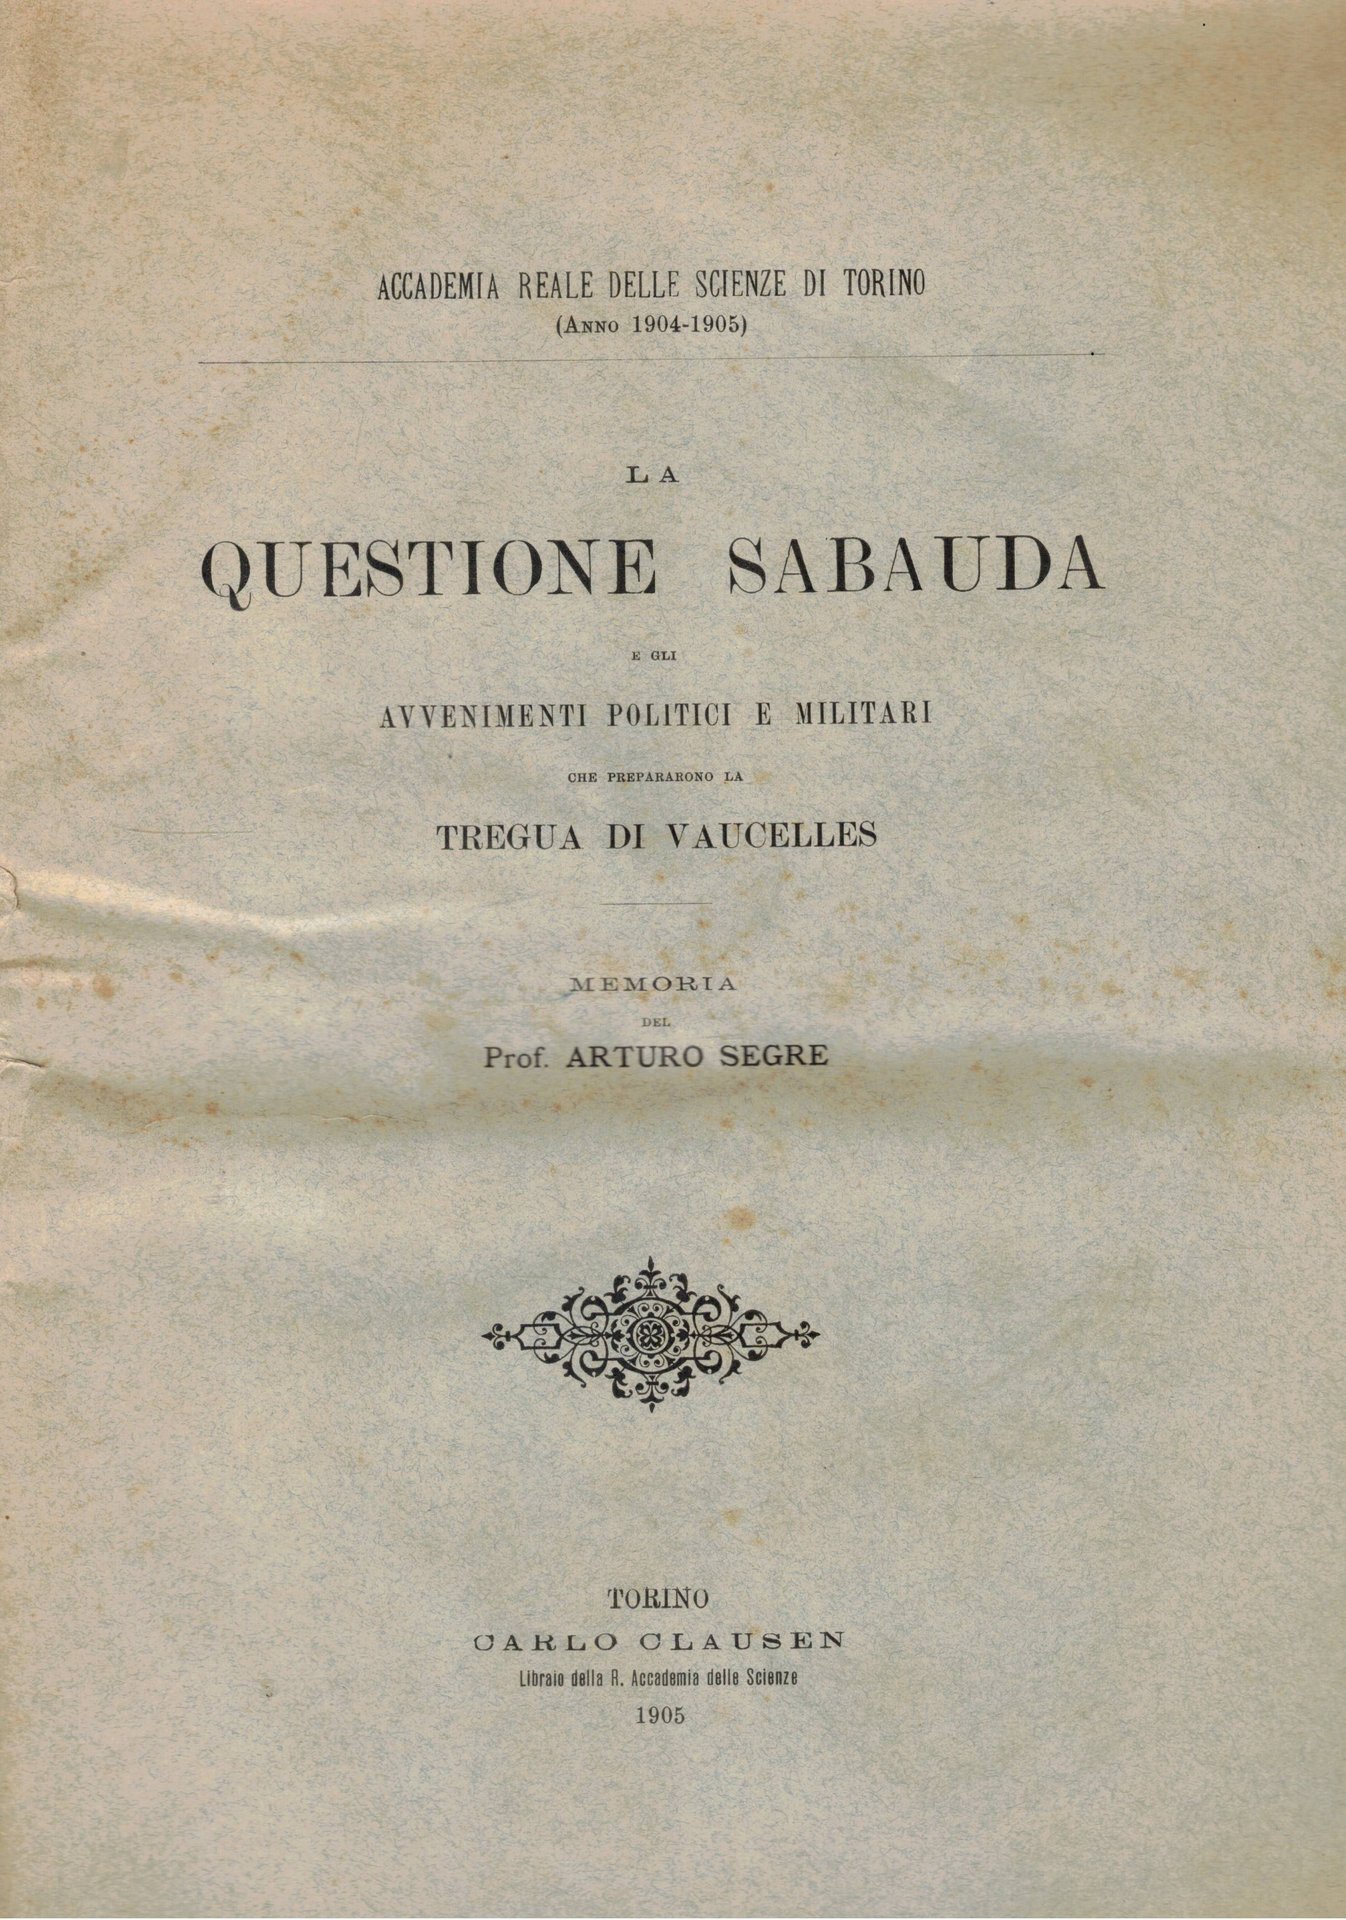 ACCADEMIA REALE DELLE SCIENZE DI TORINO
(ANNO 1904-1905)
LA
QUESTIONE SABAUDA
E GLI
AVVENIMENTI POLITICI E MILITARI
CHE PREPARARONO LA
TREGUA DI VAUCELLES
MEMORIA
DEL
Prof. ARTURO SEGRE
TORINO
CARLO CLAUSEN
Libraio della R. Accademia delle Scienze
1905